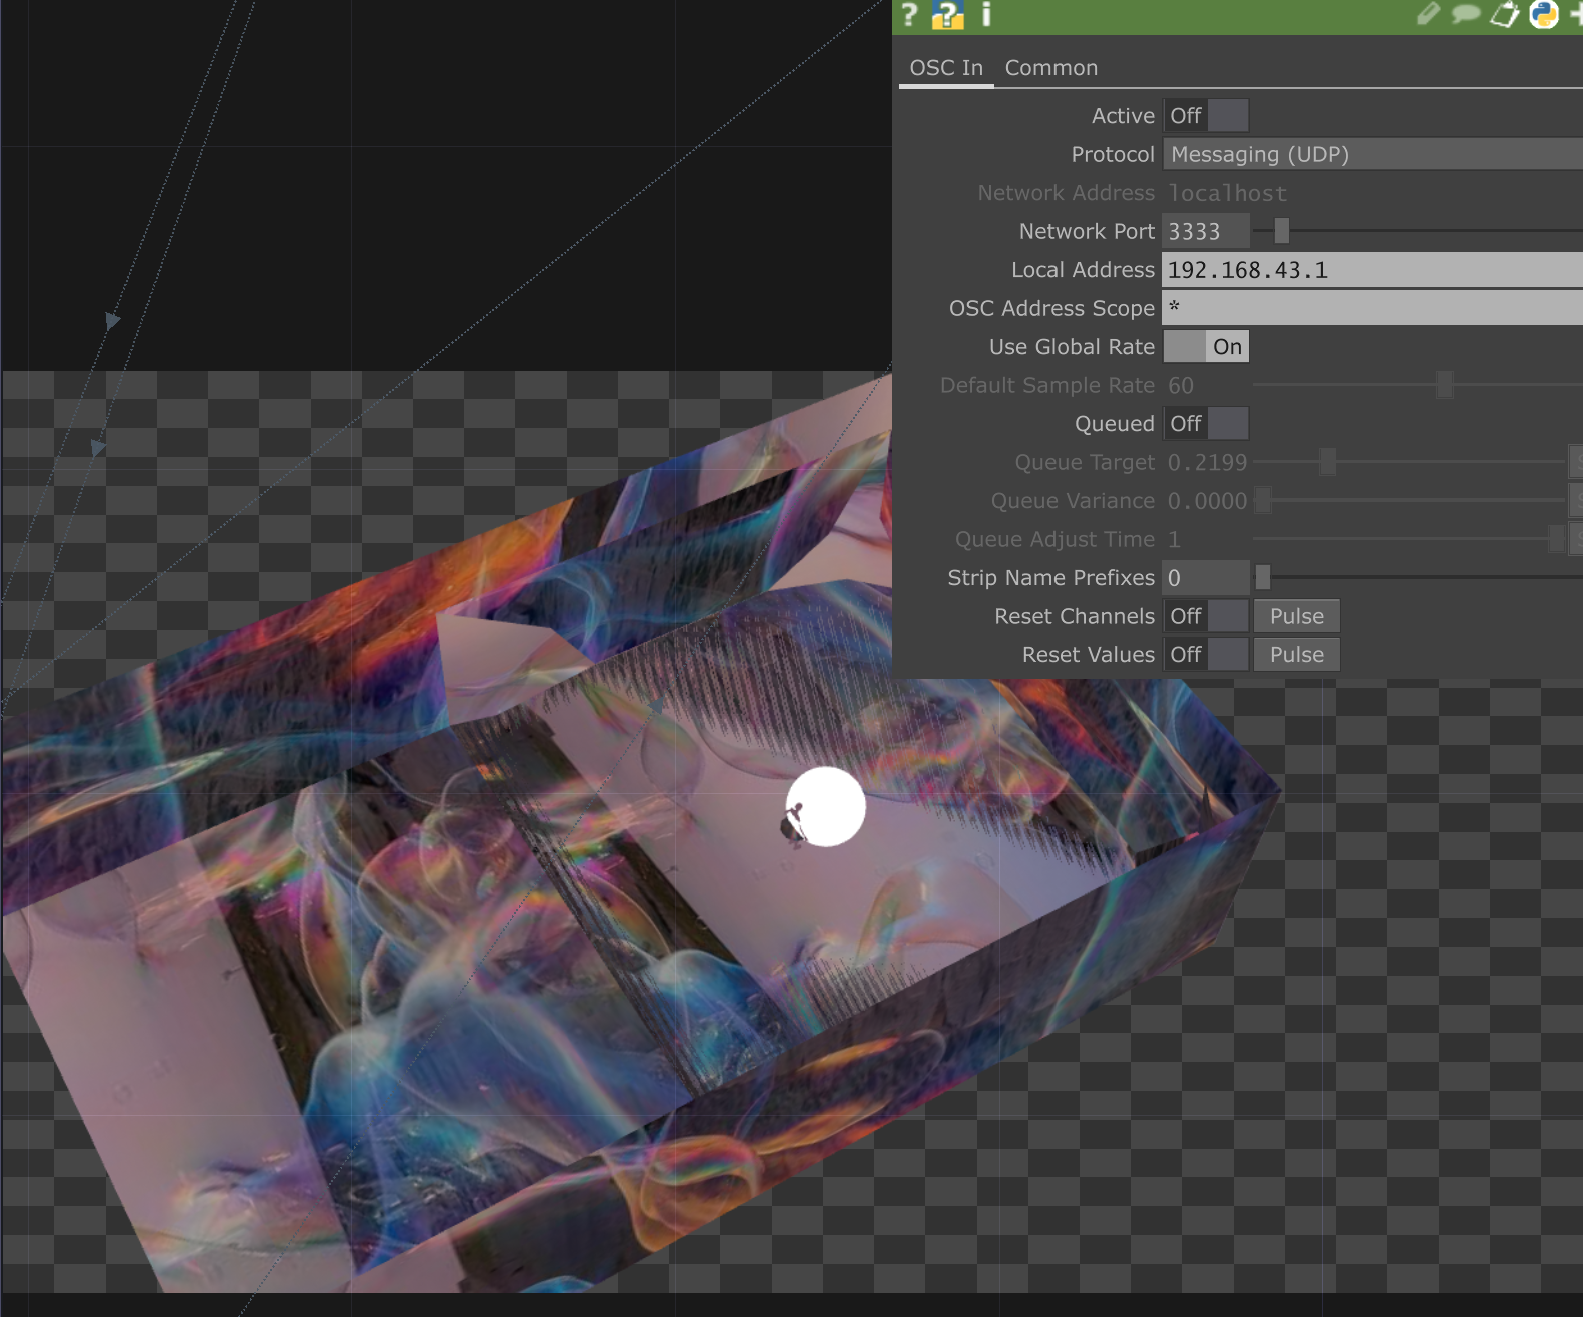 ? ? i
OSC In Common
Active Off
Protocol Messaging (UDP)
Network Address localhost
Network Port 3333
Local Address 192.168.43.1
OSC Address Scope *
Use Global Rate On
Default Sample Rate 60
Queued Off
Queue Target 0.2199
Queue Variance 0.0000
Queue Adjust Time 1
Strip Name Prefixes 0
Reset Channels Off Pulse
Reset Values Off Pulse